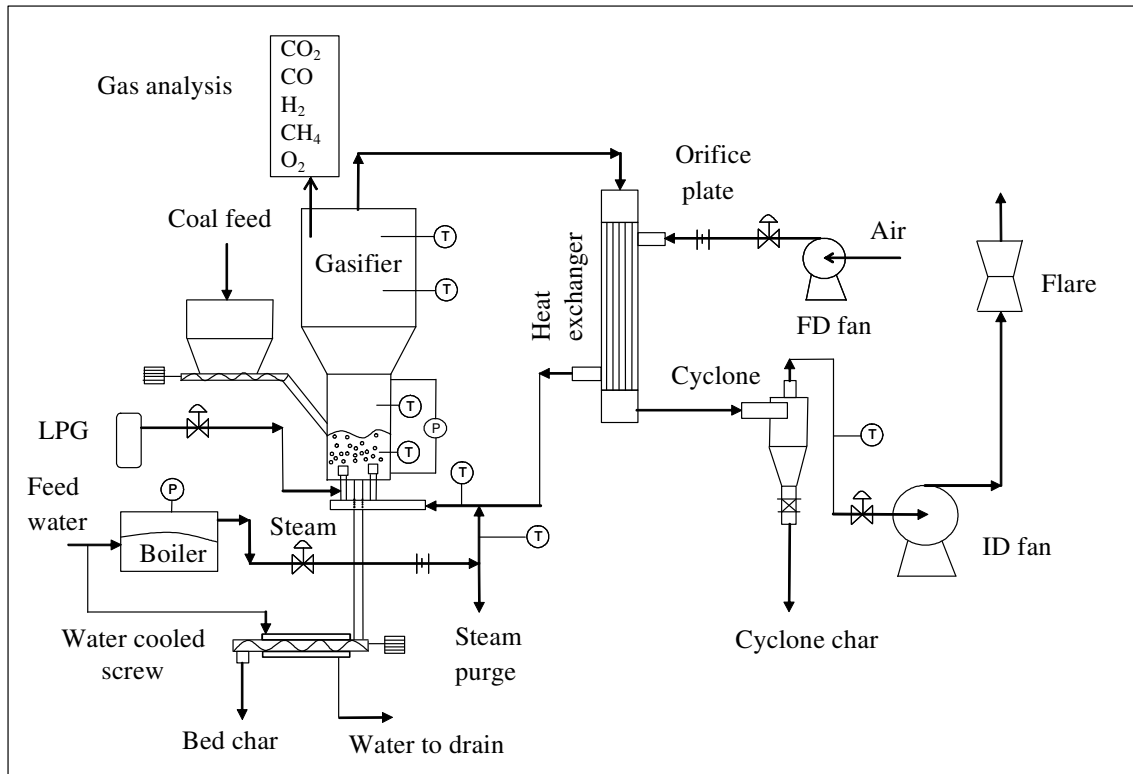 CO₂
CO
H₂
CH₄
O₂
Gas analysis
Coal feed
Gasifier
T
T
T
T
P
Orifice
plate
Air
FD fan
Heat
exchanger
Flare
Cyclone
T
ID fan
LPG
Feed
water
P
Boiler
Steam
T
T
Water cooled
screw
Steam
purge
Cyclone char
Bed char
Water to drain